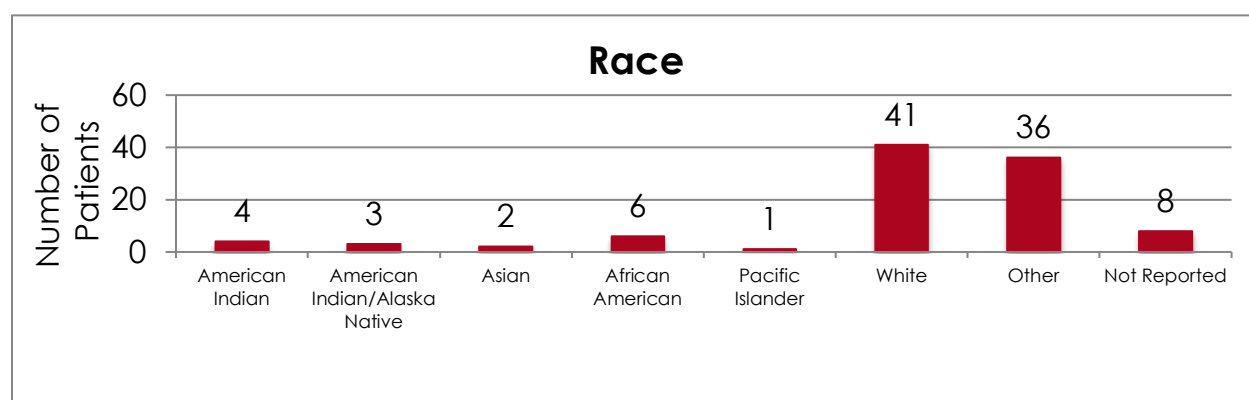 Race
Number of
Patients
60
40
20
0
4
3
2
6
1
41
36
8
American
Indian
American
Indian/Alaska
Native
Asian
African
American
Pacific
Islander
White
Other
Not Reported